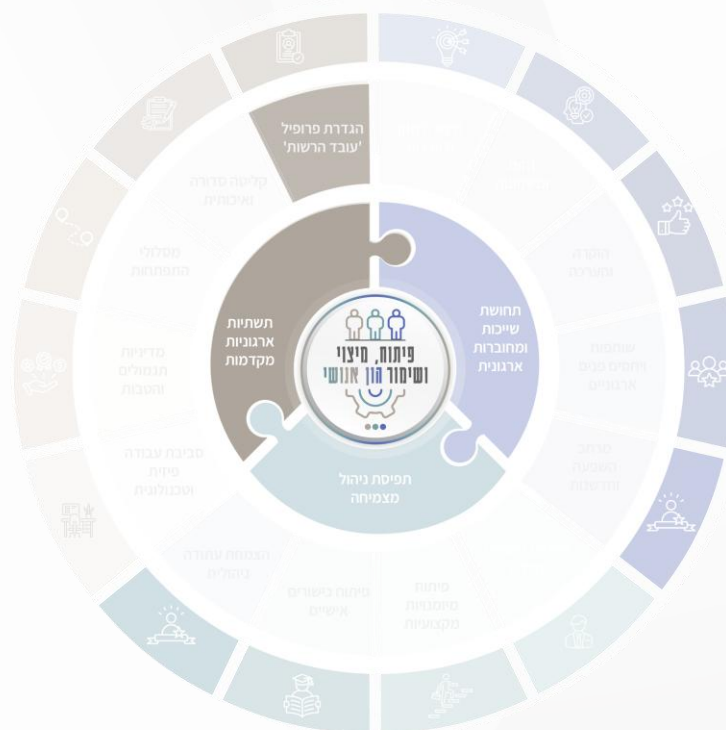 פיתוח, מיצוי
ושימור הון אנושי
תחושת
שייכות
ומחוברות
ארגונית
תפיסת ניהול
מצמיחה
תשתיות
ארגוניות
מקדמות
הגדרת פרופיל
'עובד הרשות'
הוקרה
והערכה
שותפות
ויחסים פנים
ארגוניים
פיתוח
מיומנויות
מקצועיות
פיתוח כישורים
אישיים
הצמחת עתודה
ניהולית
סביבת עבודה
פיזית
וטכנולוגית
מדיניות
תגמולים
והטבות
מסלולי
התפתחות
קליטה סדורה
ואיכותית